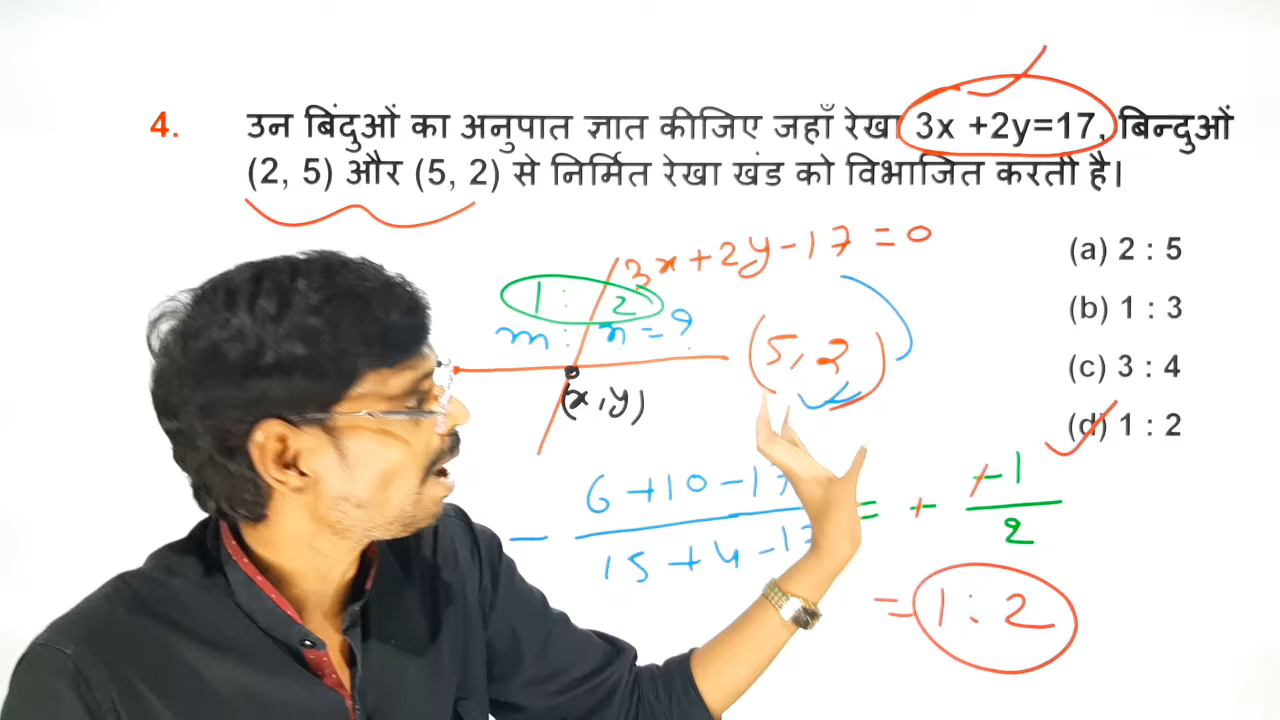 4. उन बिंदुओं का अनुपात ज्ञात कीजिए जहाँ रेखा 3x +2y=17, बिन्दुओं
(2, 5) और (5, 2) से निर्मित रेखा खंड को विभाजित करती है।
(a) 2 : 5
(b) 1 : 3
(c) 3 : 4
(d) 1 : 2
3x+2y-17=0
1 : 2
m : n = ?
(5, 2)
(x, y)
- 6+10-17 / 15+4-17 = + -1/2
= 1 : 2